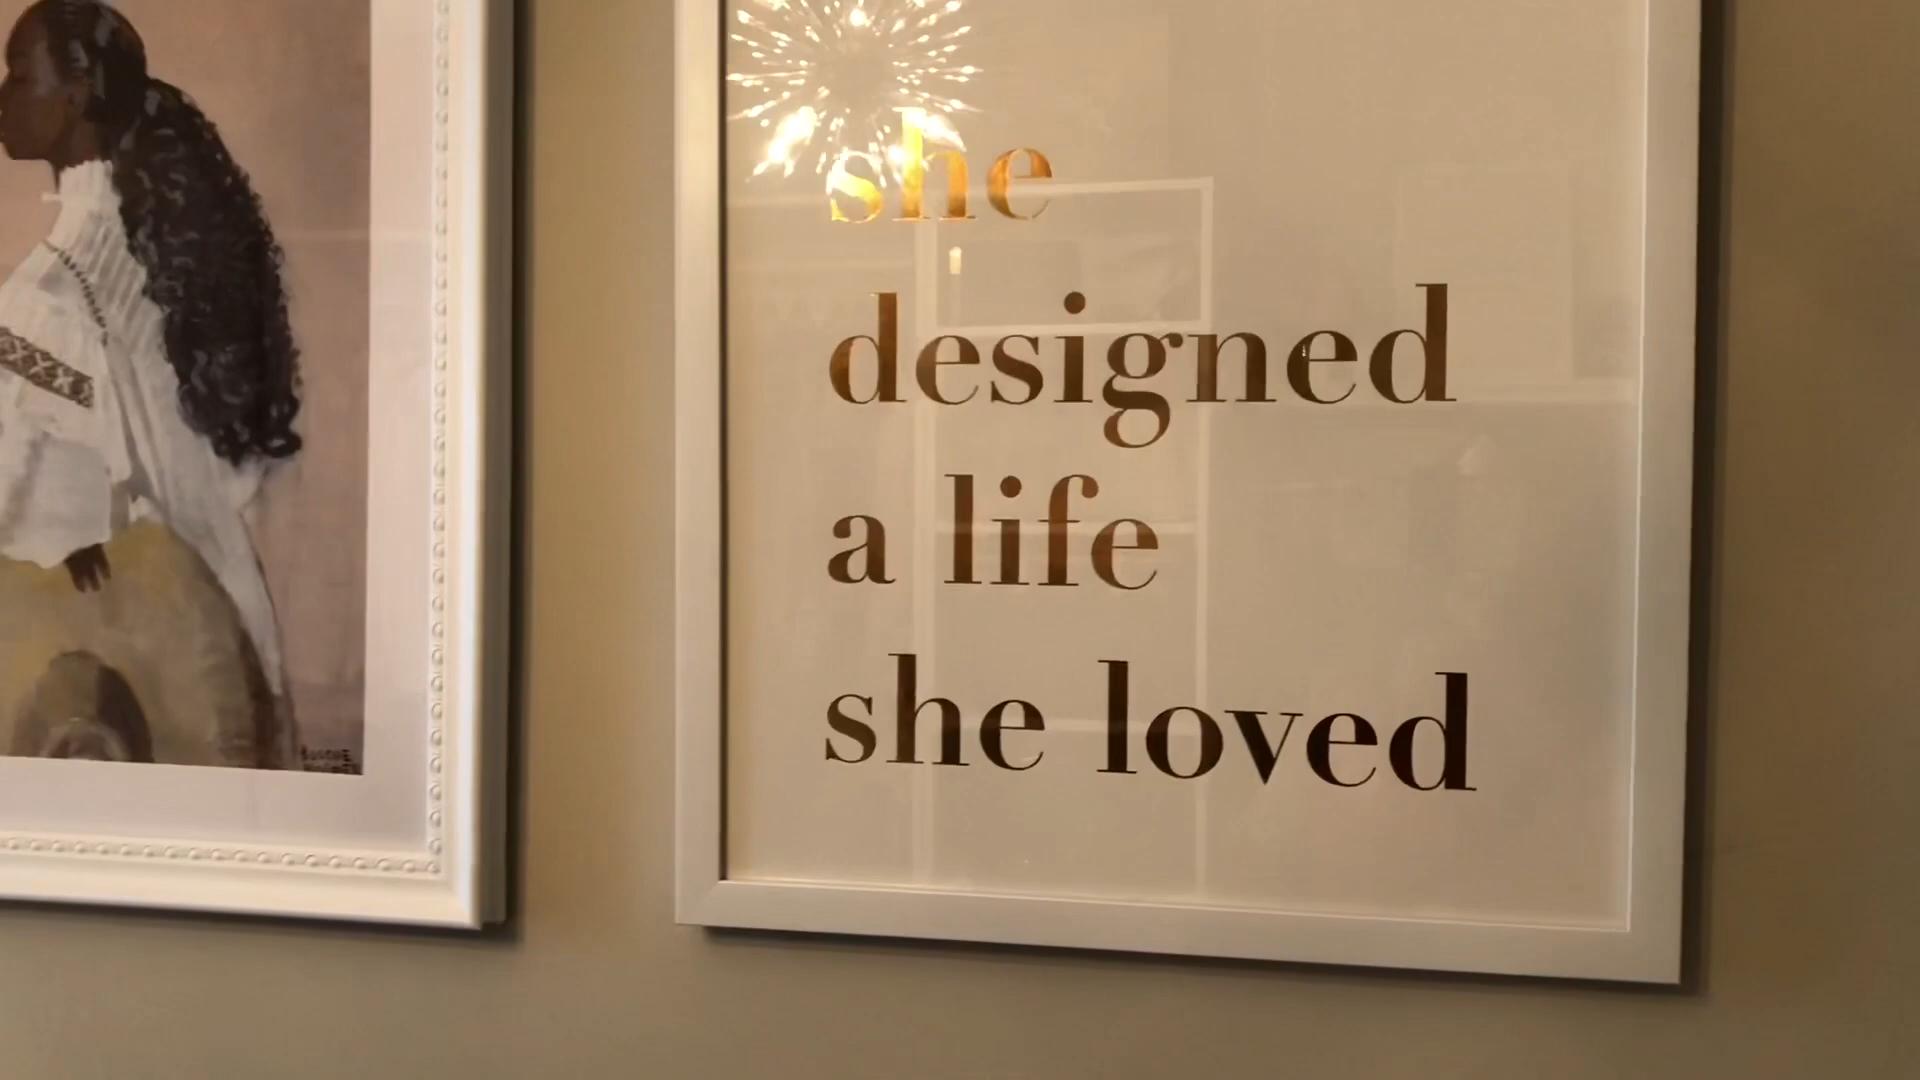 she
designed
a life
she loved